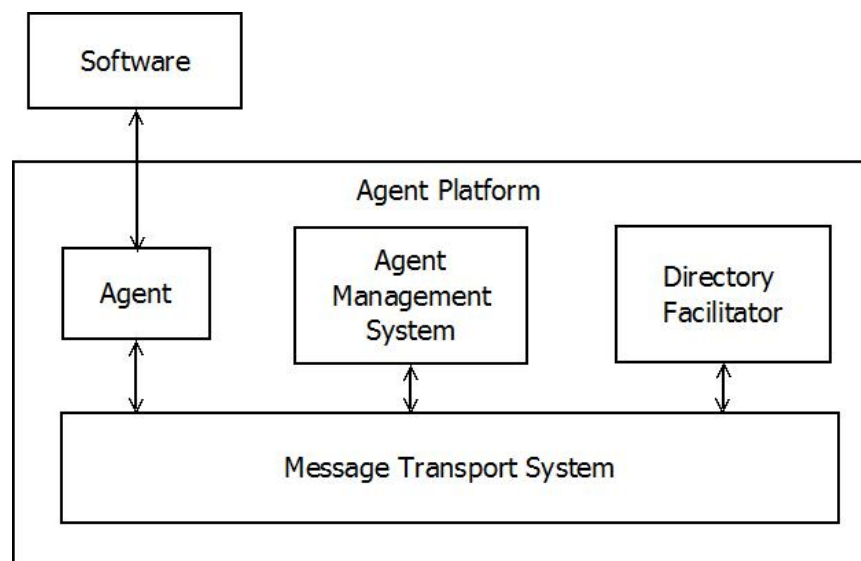 Software
Agent Platform
Agent
Agent
Management
System
Directory
Facilitator
Message Transport System